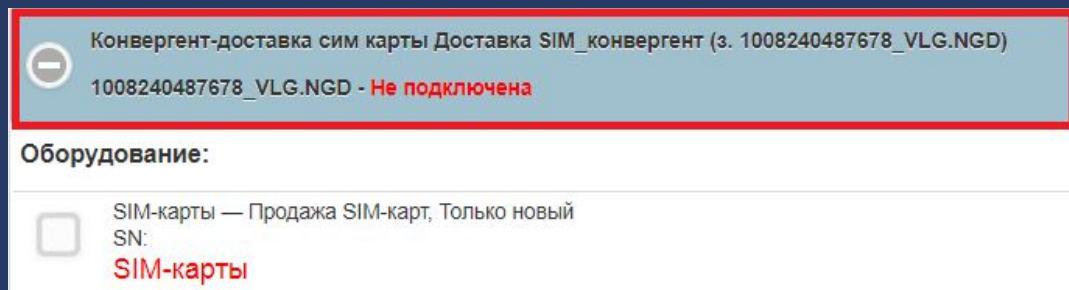 Конвергент-доставка сим карты Доставка SIM_конвергент (з. 1008240487678_VLG.NGD)
1008240487678_VLG.NGD - Не подключена
Оборудование:
SIM-карты — Продажа SIM-карт, Только новый
SN:
SIM-карты